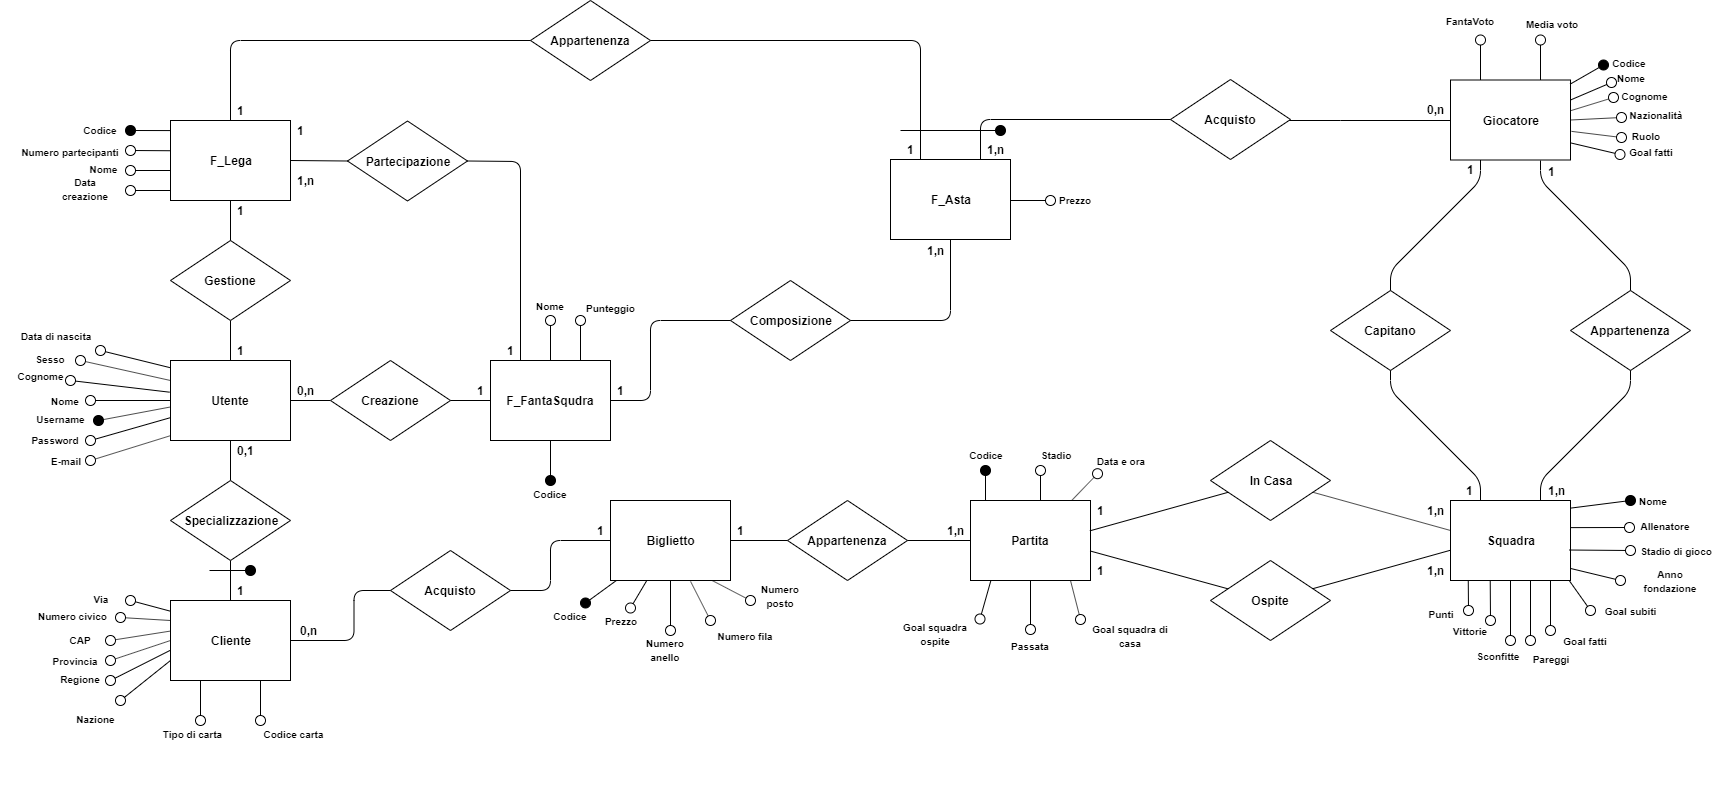 FantaVoto
Media voto
Appartenenza
Codice
Nome
Cognome
Nazionalità
Ruolo
Goal fatti
1
1
0,n
Acquisto
Giocatore
Codice
Numero partecipanti
Nome
Data
creazione
F_Lega
Partecipazione
1,n
1
1
1,n
1
1
F_Asta
Prezzo
1
1,n
Gestione
Nome
Punteggio
Composizione
Capitano
Appartenenza
Data di nascita
Sesso
Cognome
Nome
Username
Password
E-mail
1
1
Utente
0,n
Creazione
1
F_FantaSqudra
1
0,1
Codice
Specializzazione
Codice
Stadio
Data e ora
In Casa
1
1,n
Nome
Allenatore
Stadio di gioco
Anno
fondazione
Goal subiti
1
1,n
1
Biglietto
1
Appartenenza
1,n
Partita
Squadra
1
1,n
1
Ospite
Via
Numero civico
CAP
Provincia
Regione
Nazione
Cliente
0,n
Acquisto
Codice
Prezzo
Numero
anello
Numero fila
Numero
posto
Goal squadra
ospite
Passata
Goal squadra di
casa
Punti
Vittorie
Sconfitte
Pareggi
Goal fatti
Tipo di carta
Codice carta